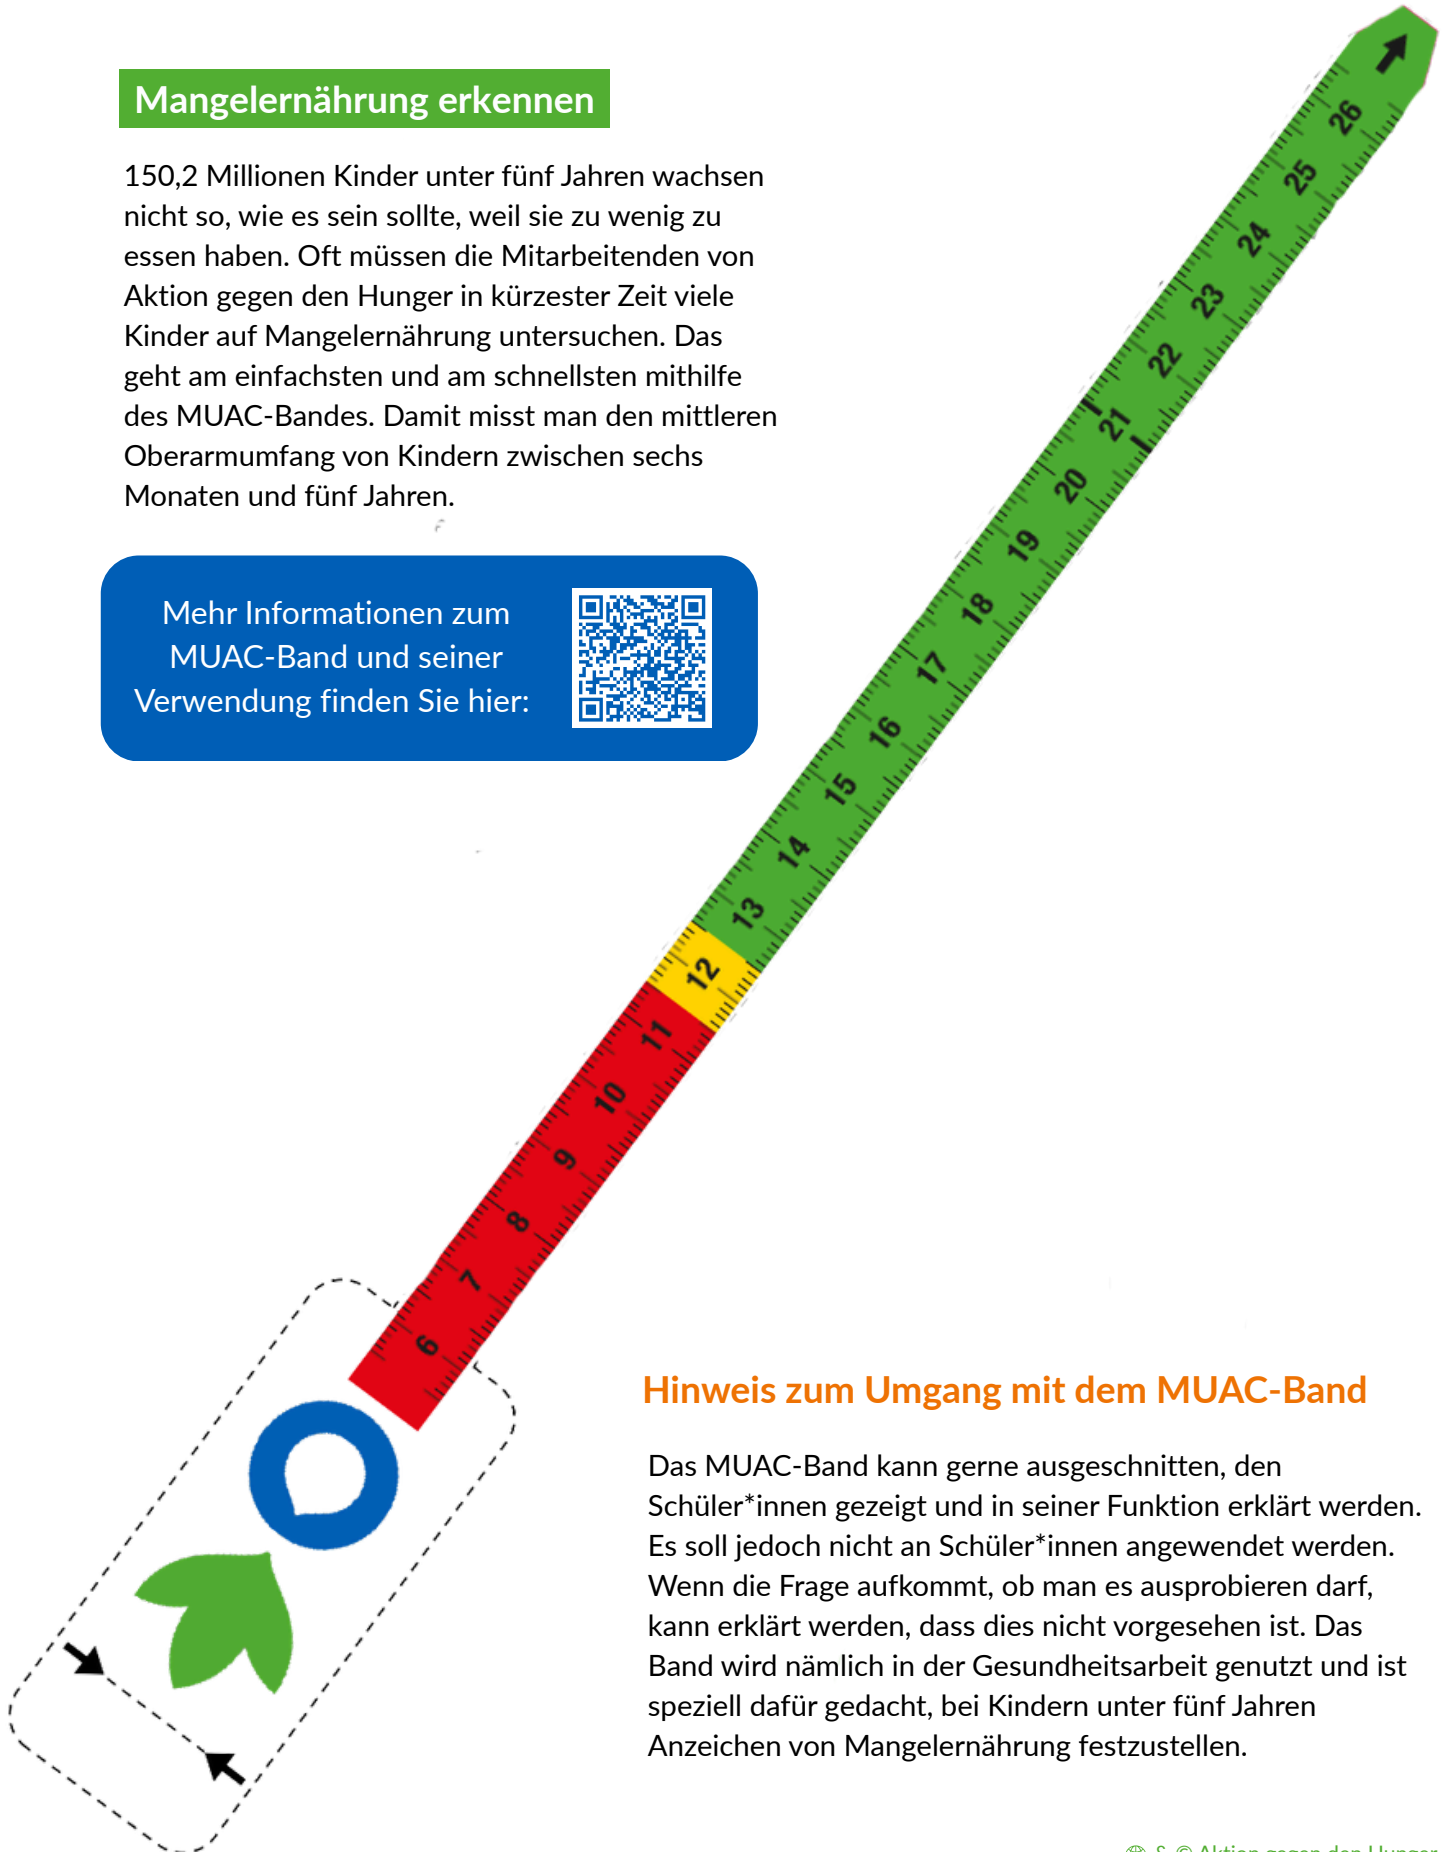 Mangelernährung erkennen
150,2 Millionen Kinder unter fünf Jahren wachsen
nicht so, wie es sein sollte, weil sie zu wenig zu
essen haben. Oft müssen die Mitarbeitenden von
Aktion gegen den Hunger in kürzester Zeit viele
Kinder auf Mangelernährung untersuchen. Das
geht am einfachsten und am schnellsten mithilfe
des MUAC-Bandes. Damit misst man den mittleren
Oberarmumfang von Kindern zwischen sechs
Monaten und fünf Jahren.
Mehr Informationen zum
MUAC-Band und seiner
Verwendung finden Sie hier:
26
25
24
23
22
21
20
19
18
17
16
15
14
13
12
11
10
9
8
7
6
Hinweis zum Umgang mit dem MUAC-Band
Das MUAC-Band kann gerne ausgeschnitten, den
Schüler*innen gezeigt und in seiner Funktion erklärt werden.
Es soll jedoch nicht an Schüler*innen angewendet werden.
Wenn die Frage aufkommt, ob man es ausprobieren darf,
kann erklärt werden, dass dies nicht vorgesehen ist. Das
Band wird nämlich in der Gesundheitsarbeit genutzt und ist
speziell dafür gedacht, bei Kindern unter fünf Jahren
Anzeichen von Mangelernährung festzustellen.
& © Aktion gegen den Hunger